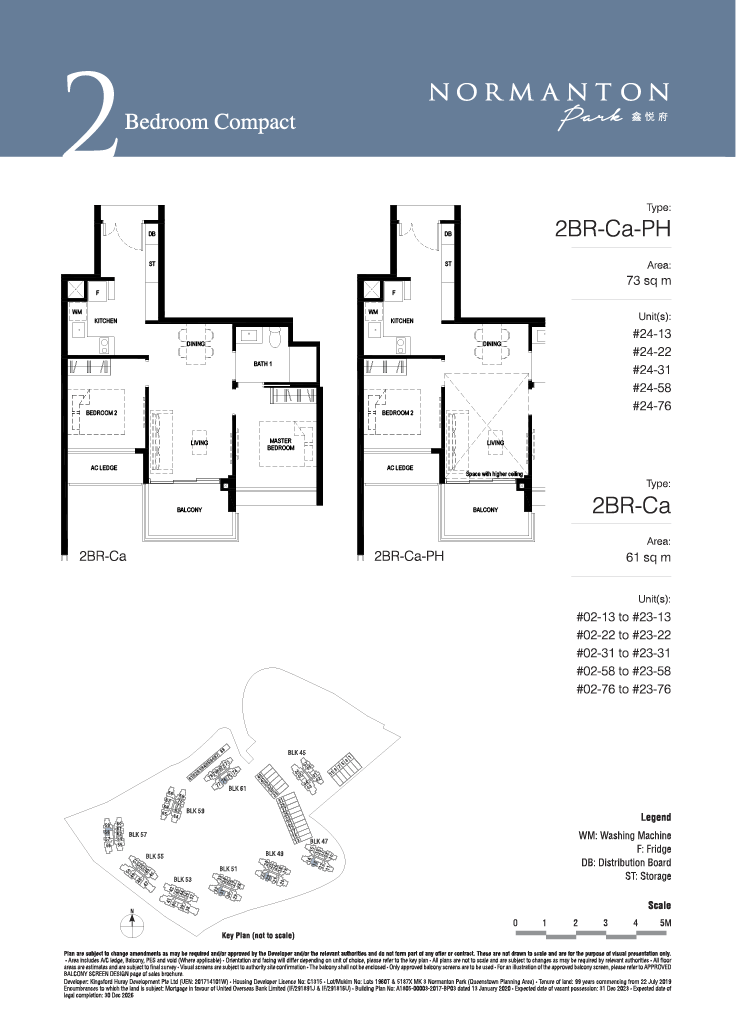 2
Bedroom Compact
NORMANTON
Park 鑫悦府
Type:
2BR-Ca-PH
Area:
73 sq m
Unit(s):
#24-13
#24-22
#24-31
#24-58
#24-76
DB
ST
F
WM
KITCHEN
DINING
BATH 1
BEDROOM 2
LIVING
MASTER
BEDROOM
AC LEDGE
BALCONY
2BR-Ca
DB
ST
F
WM
KITCHEN
DINING
BEDROOM 2
LIVING
AC LEDGE
Space with higher ceiling
BALCONY
2BR-Ca-PH
Type:
2BR-Ca
Area:
61 sq m
Unit(s):
#02-13 to #23-13
#02-22 to #23-22
#02-31 to #23-31
#02-58 to #23-58
#02-76 to #23-76
BLK 45
BLK 61
BLK 59
BLK 57
BLK 47
BLK 49
BLK 55
BLK 51
BLK 53
N
Key Plan (not to scale)
Legend
WM: Washing Machine
F: Fridge
DB: Distribution Board
ST: Storage
Scale
0 1 2 3 4 5M
Plan are subject to change amendments as may be required and/or approved by the Developer and/or the relevant authorities and do not form part of any offer or contract. These are not drawn to scale and are for the purpose of visual presentation only.
- Area includes A/C ledge, Balcony, PES and void (Where applicable) - Orientation and facing will differ depending on unit of choice, please refer to the key plan - All plans are not to scale and are subject to changes as may be required by relevant authorities - All floor
areas are estimates and are subject to final survey - Visual screens are subject to authority site confirmation - The balcony shall not be enclosed - Only approved balcony screens are to be used - For an illustration of the approved balcony screen, please refer to APPROVED
BALCONY SCREEN DESIGN page of sales brochure.
Developer: Kingsford Huray Development Pte Ltd (UEN: 201714101W) - Housing Developer Licence No: C1315 - Lot/Mukim No: Lots 1960T & 5187X MK 3 Normanton Park (Queenstown Planning Area) - Tenure of land: 99 years commencing from 22 July 2019
Encumbrances to which the land is subject: Mortgage in favour of United Overseas Bank Limited (IF/291891J & IF/291816U) - Building Plan No: A1805-00003-2017-BP03 dated 13 January 2020 - Expected date of vacant possession: 31 Dec 2023 - Expected date of
legal completion: 30 Dec 2026